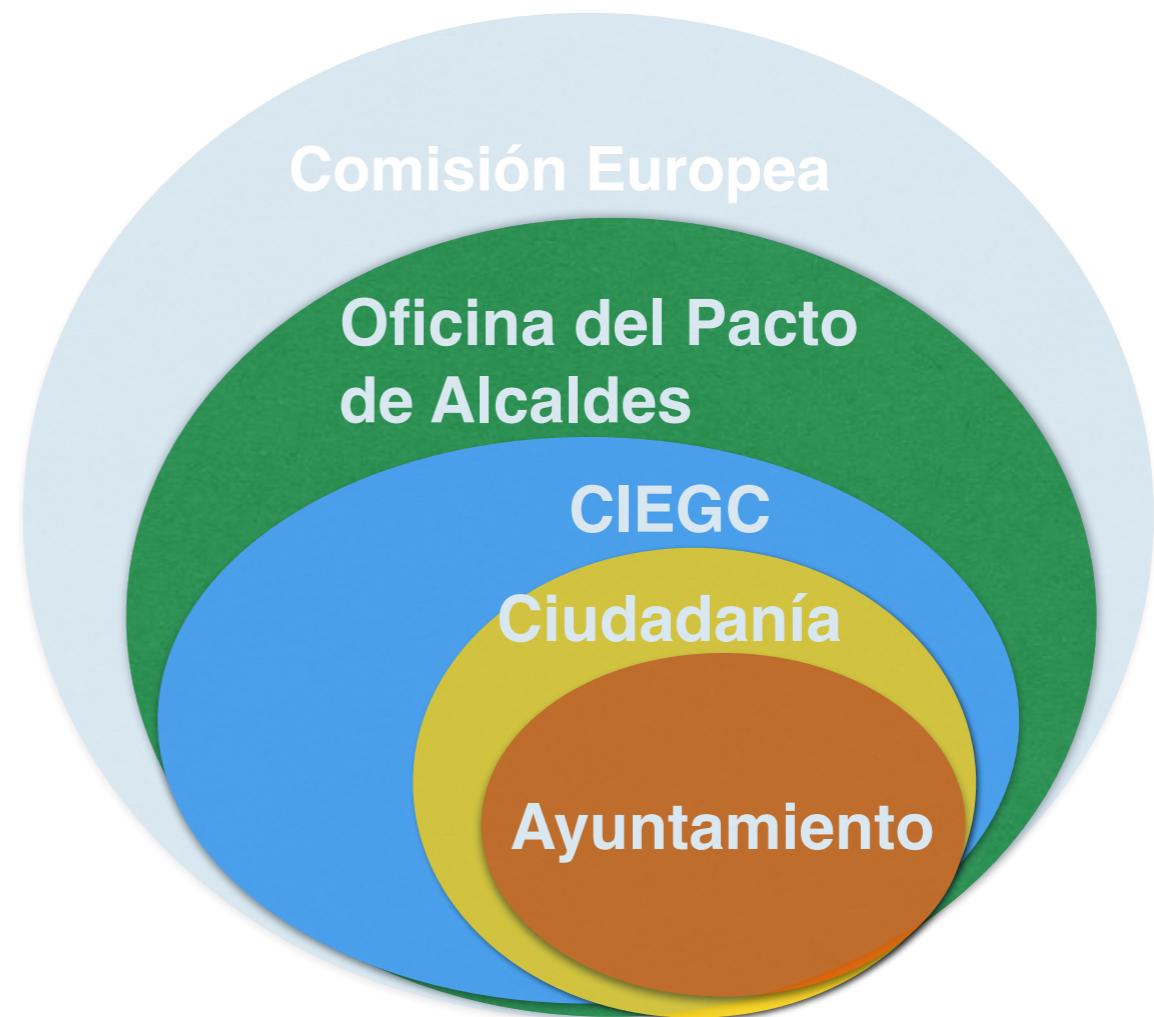 Comisión Europea
Oficina del Pacto
de Alcaldes
CIEGC
Ciudadanía
Ayuntamiento